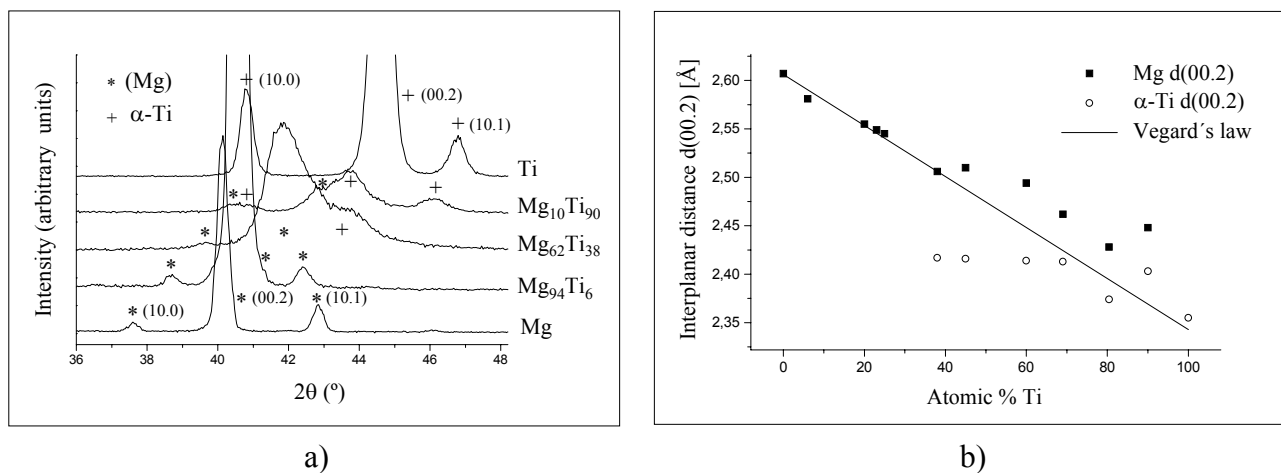 Intensity (arbitrary units)
* (Mg)
+ α-Ti
+ (10.0)
+ (00.2)
+ (10.1)
Ti
Mg₁₀Ti₉₀
Mg₆₂Ti₃₈
Mg₉₄Ti₆
* (10.0)
* (00.2)
* (10.1)
Mg
36 38 40 42 44 46 48
2θ (º)
a)
Interplanar distance d(00.2) [Å]
2,60
2,55
2,50
2,45
2,40
2,35
■ Mg d(00.2)
○ α-Ti d(00.2)
— Vegard´s law
0 20 40 60 80 100
Atomic % Ti
b)